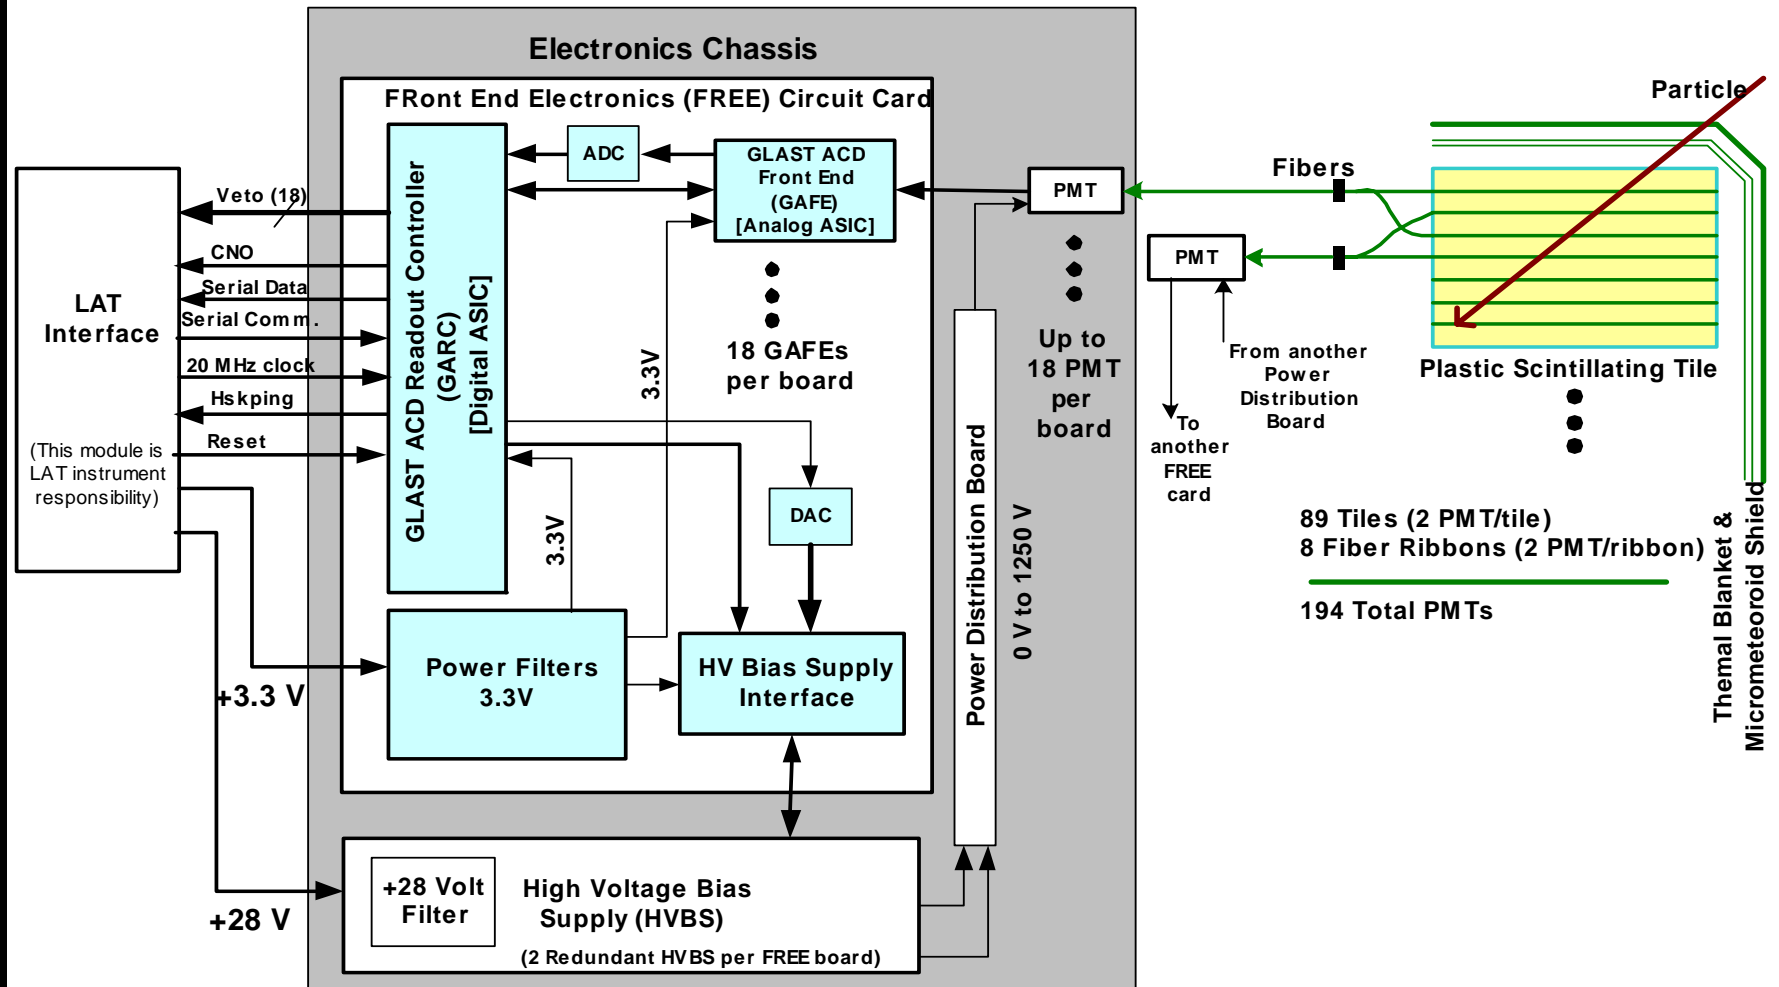 Electronics Chassis
FRont End Electronics (FREE) Circuit Card
LAT
Interface
(This module is
LAT instrument
responsibility)
Veto (18)
CNO
Serial Data
Serial Comm.
20 MHz clock
Hskping
Reset
+3.3 V
+28 V
GLAST ACD Readout Controller
(GARC)
[Digital ASIC]
ADC
GLAST ACD
Front End
(GAFE)
[Analog ASIC]
18 GAFEs
per board
3.3V
3.3V
DAC
Power Filters
3.3V
HV Bias Supply
Interface
+28 Volt
Filter
High Voltage Bias
Supply (HVBS)
(2 Redundant HVBS per FREE board)
Power Distribution Board
0 V to 1250 V
PMT
Up to
18 PMT
per
board
PMT
To
another
FREE
card
From another
Power
Distribution
Board
Fibers
Particle
Plastic Scintillating Tile
89 Tiles (2 PMT/tile)
8 Fiber Ribbons (2 PMT/ribbon)
194 Total PMTs
Themal Blanket &
Micrometeoroid Shield